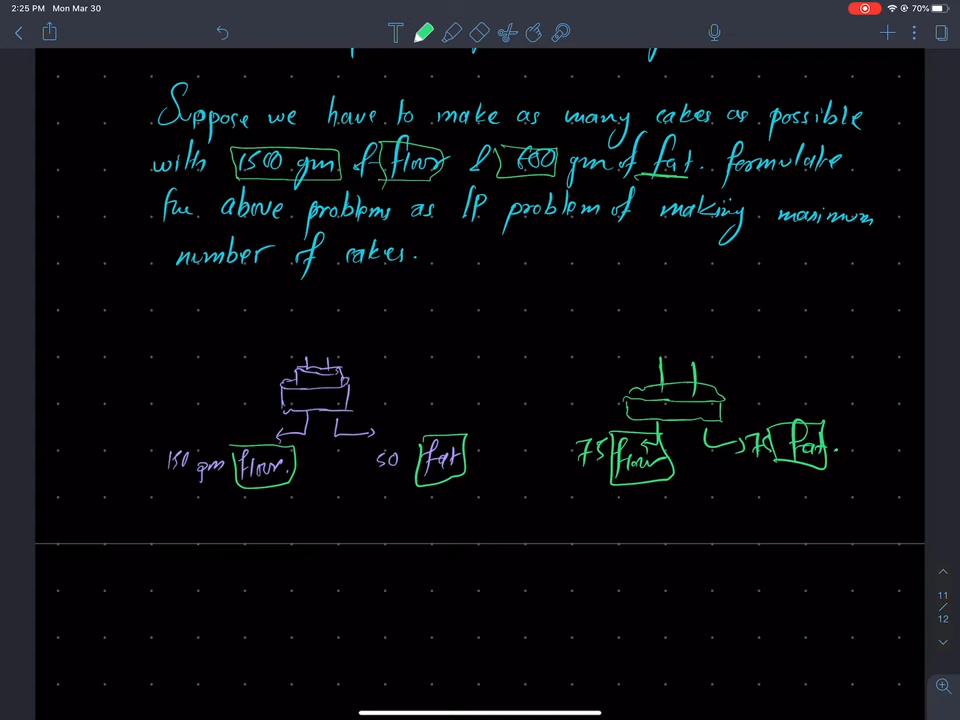 2:25 PM Mon Mar 30
70%
T
Suppose we have to make as many cakes as possible
with 1500 gm of flour & 600 gm of fat. formulate
the above problems as lP problem of making maximum
number of cakes.
150 gm flour. 50 fat 75 flour 75 fat.
11
/
12